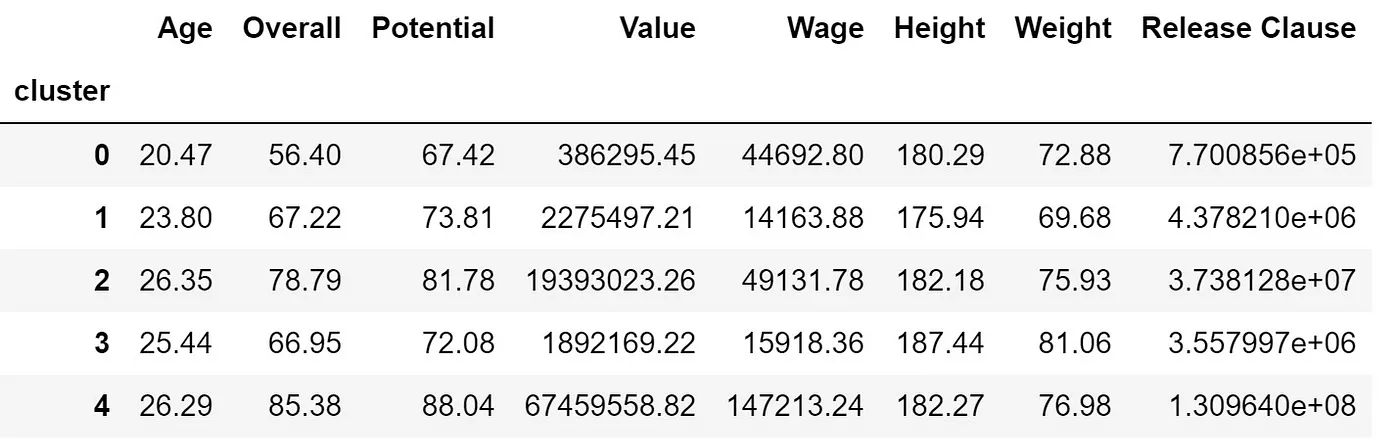 Age Overall Potential Value Wage Height Weight Release Clause
cluster
0 20.47 56.40 67.42 386295.45 44692.80 180.29 72.88 7.700856e+05
1 23.80 67.22 73.81 2275497.21 14163.88 175.94 69.68 4.378210e+06
2 26.35 78.79 81.78 19393023.26 49131.78 182.18 75.93 3.738128e+07
3 25.44 66.95 72.08 1892169.22 15918.36 187.44 81.06 3.557997e+06
4 26.29 85.38 88.04 67459558.82 147213.24 182.27 76.98 1.309640e+08